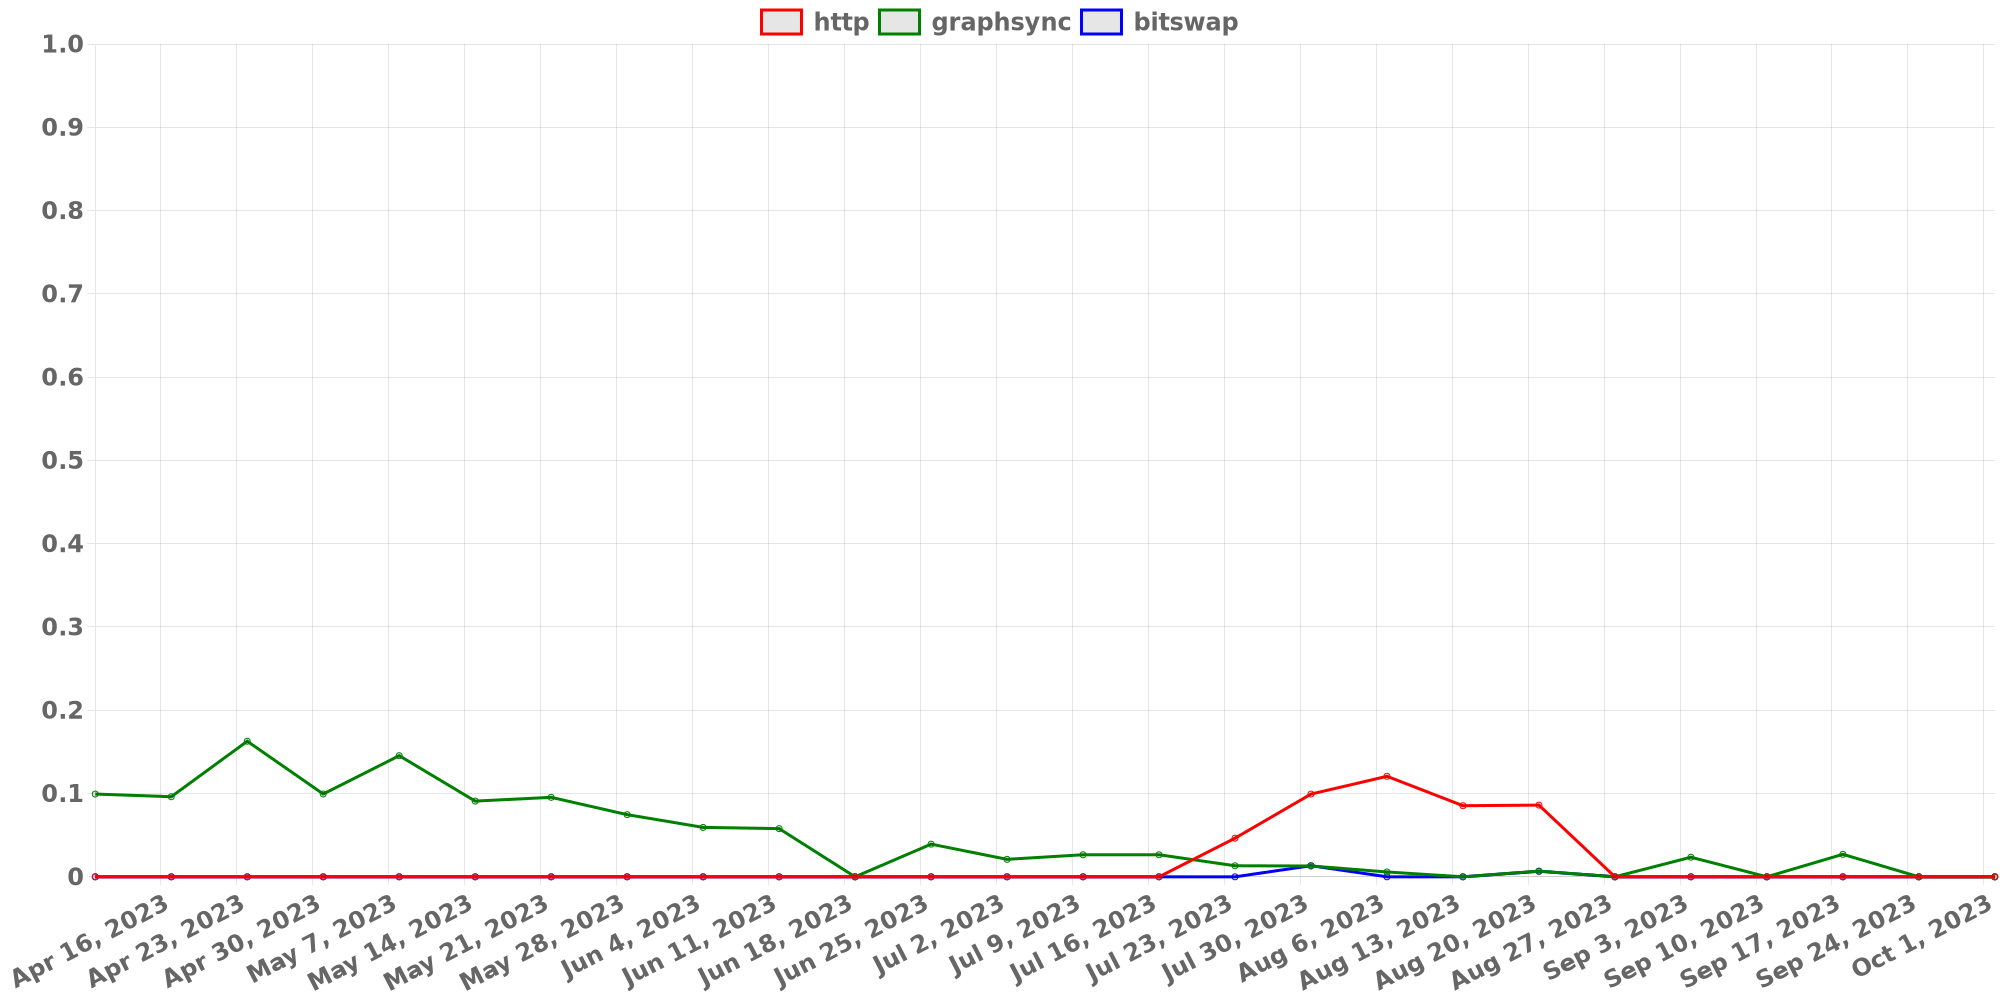 http graphsync bitswap
1.0
0.9
0.8
0.7
0.6
0.5
0.4
0.3
0.2
0.1
0
Apr 16, 2023
Apr 23, 2023
Apr 30, 2023
May 7, 2023
May 14, 2023
May 21, 2023
May 28, 2023
Jun 4, 2023
Jun 11, 2023
Jun 18, 2023
Jun 25, 2023
Jul 2, 2023
Jul 9, 2023
Jul 16, 2023
Jul 23, 2023
Jul 30, 2023
Aug 6, 2023
Aug 13, 2023
Aug 20, 2023
Aug 27, 2023
Sep 3, 2023
Sep 10, 2023
Sep 17, 2023
Sep 24, 2023
Oct 1, 2023